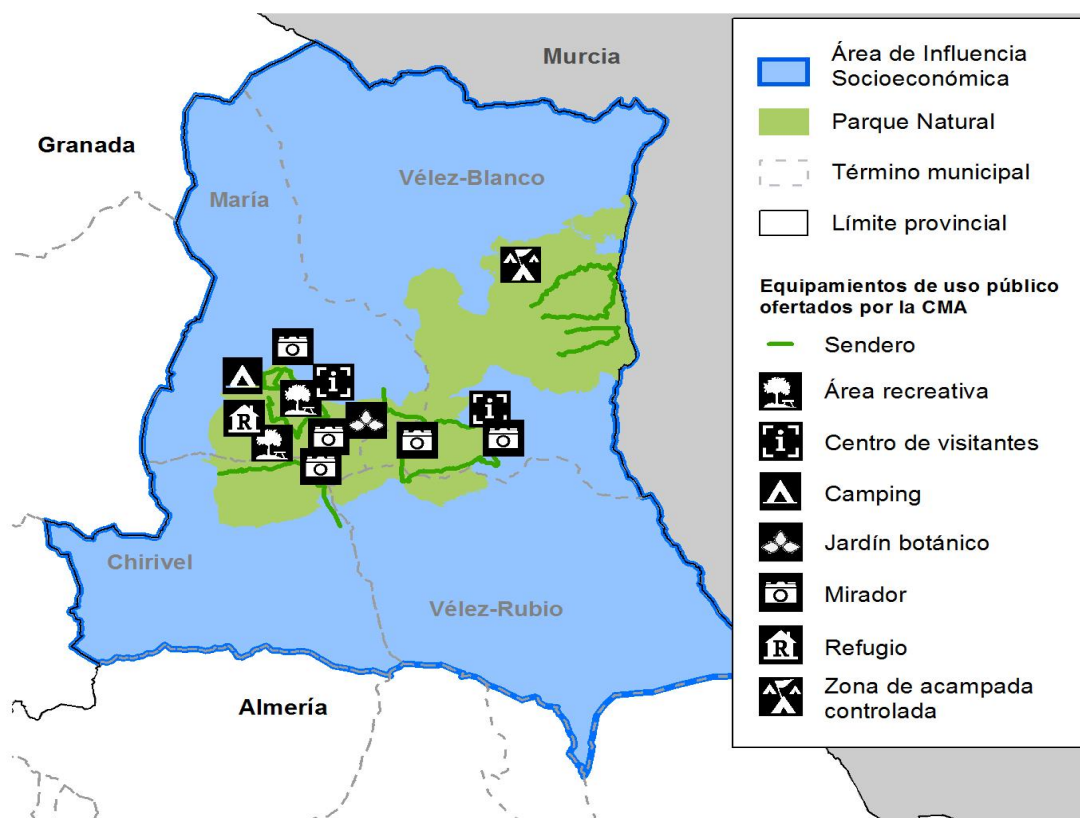 Murcia
Granada
María
Vélez-Blanco
Chirivel
Vélez-Rubio
Almería
Área de Influencia
Socioeconómica
Parque Natural
Término municipal
Límite provincial
Equipamientos de uso público
ofertados por la CMA
Sendero
Área recreativa
Centro de visitantes
Camping
Jardín botánico
Mirador
R Refugio
Zona de acampada
controlada
i
i
R
i